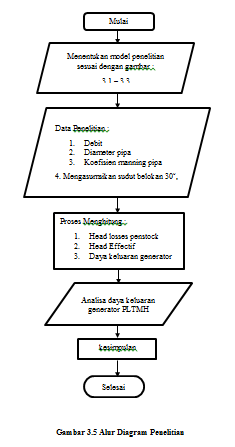 Mulai
Menentukan model penelitian
sesuai dengan gambar :
3.1 – 3.3
Data Penelitian :
1. Debit
2. Diameter pipa
3. Koefisien manning pipa
4. Mengasumsikan sudut belokan 30°,
Proses Menghitung :
1. Head losses penstock
2. Head Effectif
3. Daya keluaran generator
Analisa daya keluaran
generator PLTMH
kesimpulan
Selesai
Gambar 3.5 Alur Diagram Penelitian